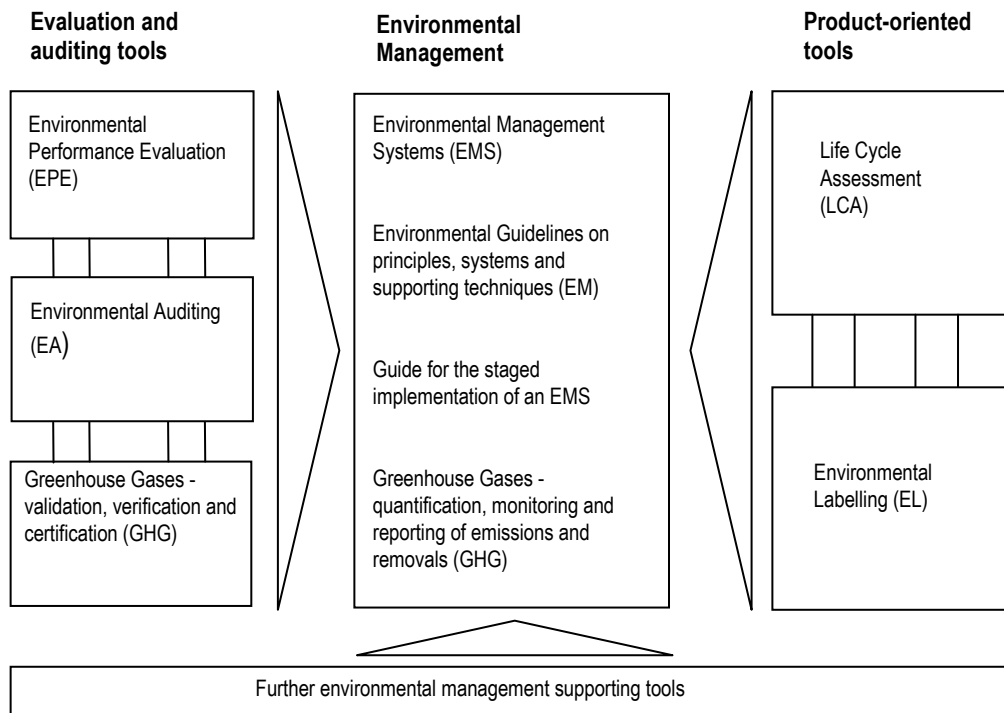 Evaluation and
auditing tools
Environmental
Performance Evaluation
(EPE)
Environmental Auditing
(EA)
Greenhouse Gases -
validation, verification and
certification (GHG)
Environmental
Management
Environmental Management
Systems (EMS)
Environmental Guidelines on
principles, systems and
supporting techniques (EM)
Guide for the staged
implementation of an EMS
Greenhouse Gases -
quantification, monitoring and
reporting of emissions and
removals (GHG)
Product-oriented
tools
Life Cycle
Assessment
(LCA)
Environmental
Labelling (EL)
Further environmental management supporting tools